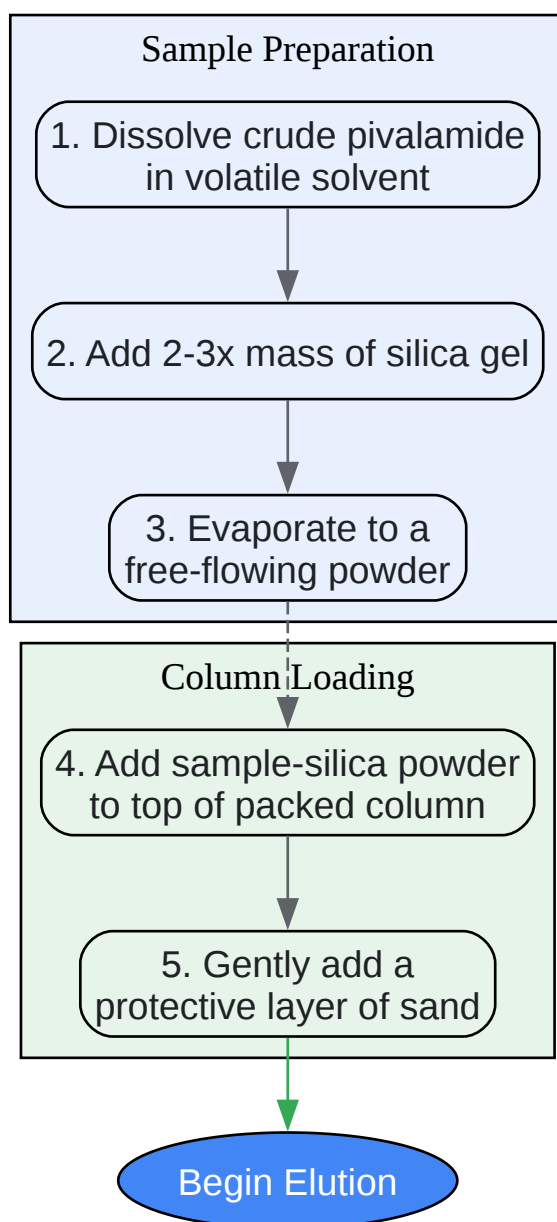 Sample Preparation
1. Dissolve crude pivalamide
in volatile solvent
2. Add 2-3x mass of silica gel
3. Evaporate to a
free-flowing powder
Column Loading
4. Add sample-silica powder
to top of packed column
5. Gently add a
protective layer of sand
Begin Elution